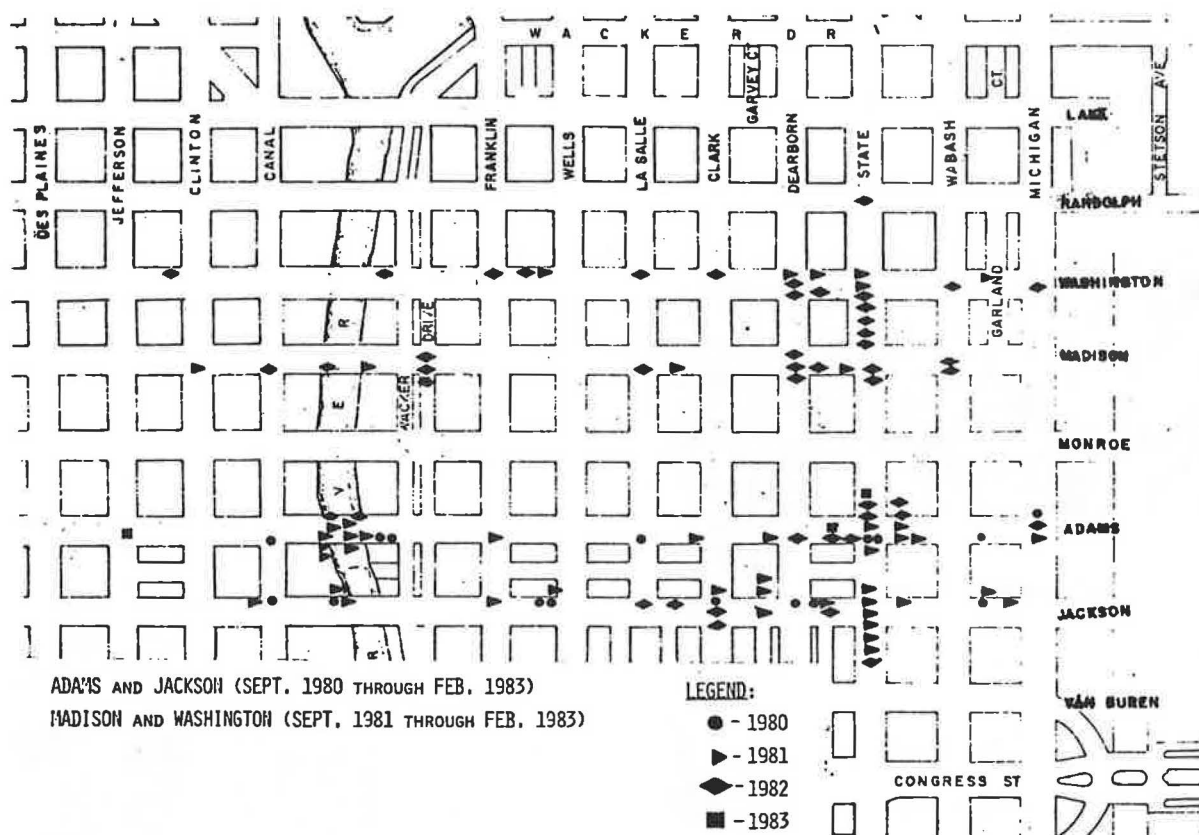 WACKER DR
GARVEY CT
CT.
STETSON AVE
LAKE
DES PLAINES
JEFFERSON
CLINTON
CANAL
FRANKLIN
WELLS
LA SALLE
CLARK
DEARBORN
STATE
WABASH
MICHIGAN
RANDOLPH
WASHINGTON
GARLAND
R
DRIVE
MADISON
E
WACKER
MONROE
V
ADAMS
I
JACKSON
R
ADAMS AND JACKSON (SEPT. 1980 THROUGH FEB. 1983)
MADISON AND WASHINGTON (SEPT. 1981 THROUGH FEB. 1983)
LEGEND:
- 1980
- 1981
- 1982
- 1983
VAN BUREN
CONGRESS ST